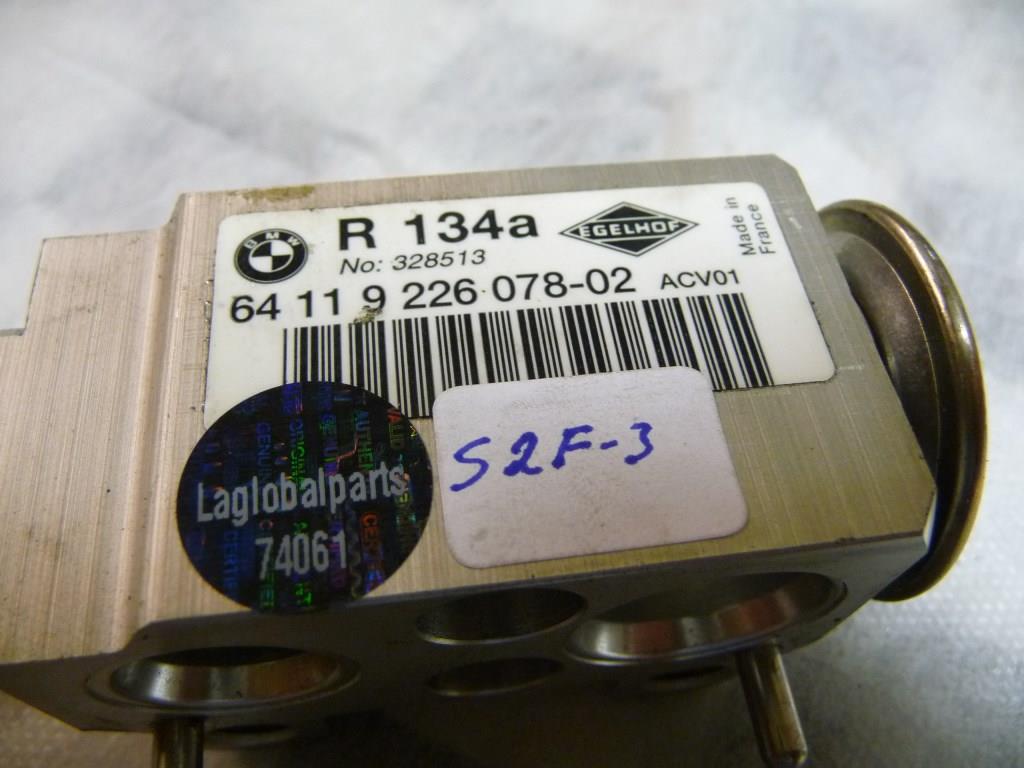 BMW
R 134a
EGELHOF
Made in
France
No: 328513
64 11 9 226 078-02 ACV01
S2F-3
Laglobalparts
74061